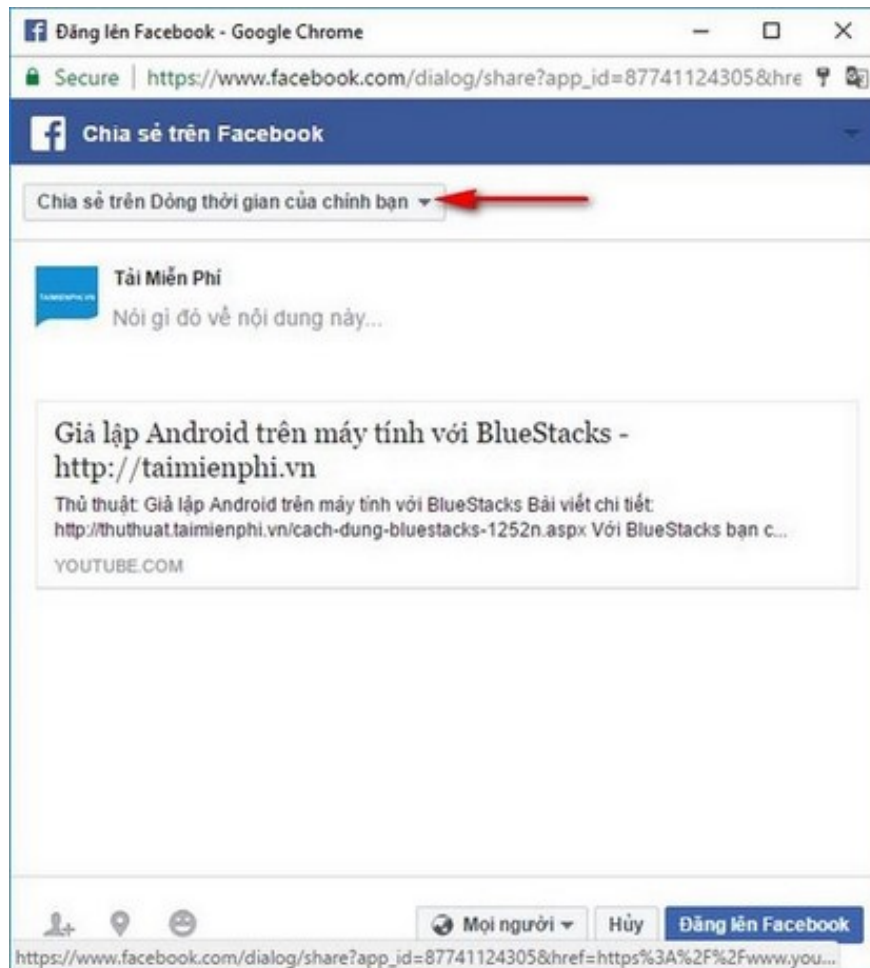 Đăng lên Facebook - Google Chrome
Secure | https://www.facebook.com/dialog/share?app_id=87741124305&hre
Chia sẻ trên Facebook
Chia sẻ trên Dòng thời gian của chính bạn
TAIMIENPHI.VN
Tải Miễn Phí
Nói gì đó về nội dung này...
Giả lập Android trên máy tính với BlueStacks -
http://taimienphi.vn
Thủ thuật: Giả lập Android trên máy tính với BlueStacks Bài viết chi tiết:
http://thuthuat.taimienphi.vn/cach-dung-bluestacks-1252n.aspx Với BlueStacks bạn c...
YOUTUBE.COM
Mọi người Hủy Đăng lên Facebook
https://www.facebook.com/dialog/share?app_id=87741124305&href=https%3A%2F%2Fwww.you...